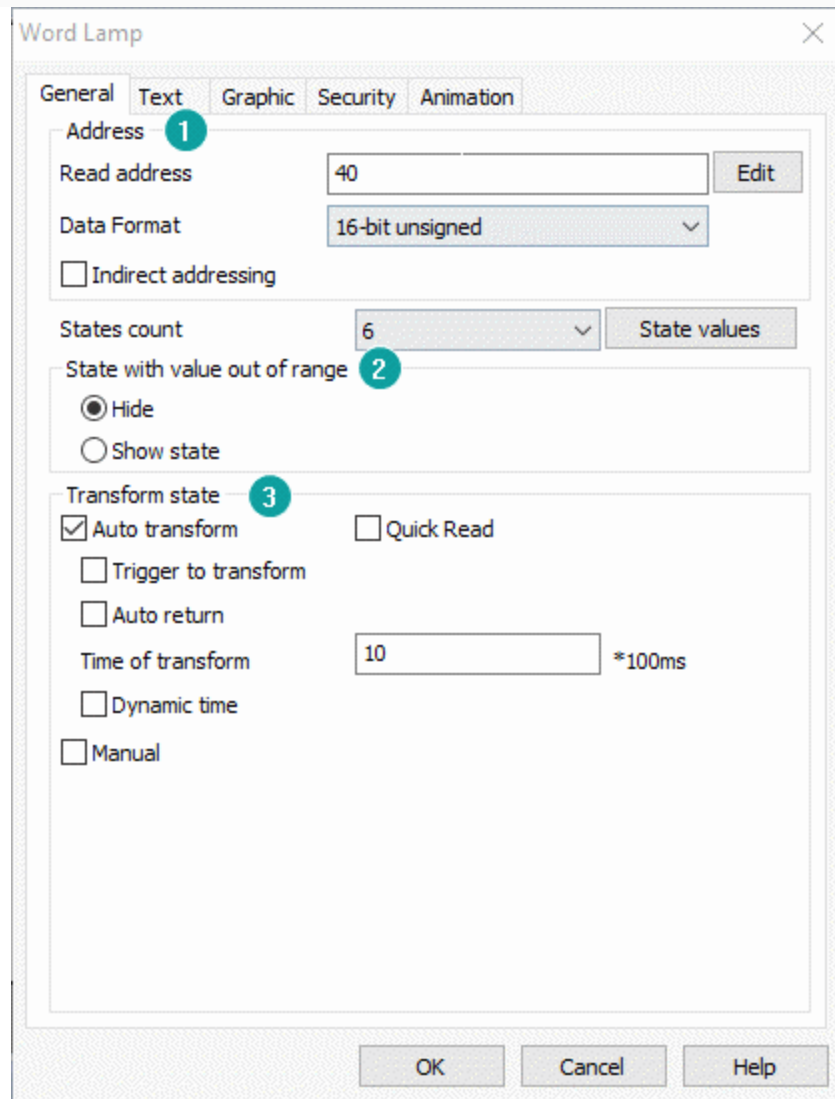 Word Lamp
General Text Graphic Security Animation
Address 1
Read address 40 Edit
Data Format 16-bit unsigned
Indirect addressing
States count 6 State values
State with value out of range 2
Hide
Show state
Transform state 3
Auto transform Quick Read
Trigger to transform
Auto return
Time of transform 10 *100ms
Dynamic time
Manual
OK Cancel Help